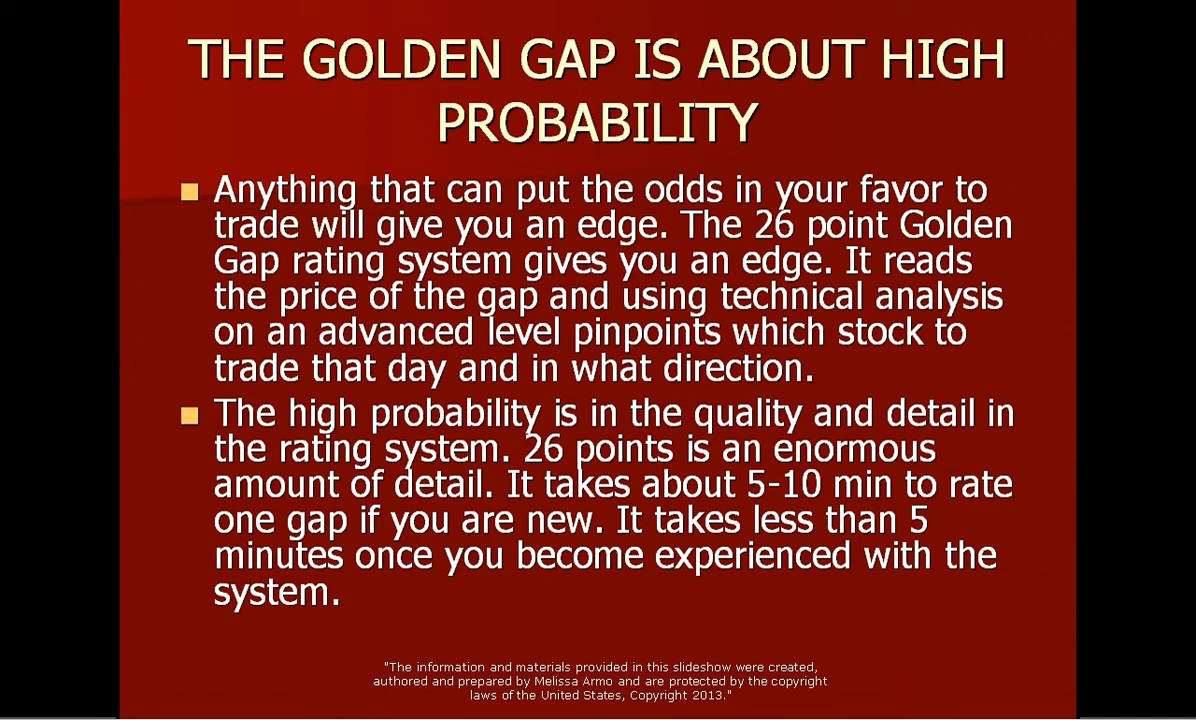 THE GOLDEN GAP IS ABOUT HIGH
PROBABILITY
Anything that can put the odds in your favor to
trade will give you an edge. The 26 point Golden
Gap rating system gives you an edge. It reads
the price of the gap and using technical analysis
on an advanced level pinpoints which stock to
trade that day and in what direction.
The high probability is in the quality and detail in
the rating system. 26 points is an enormous
amount of detail. It takes about 5-10 min to rate
one gap if you are new. It takes less than 5
minutes once you become experienced with the
system.
"The information and materials provided in this slideshow were created,
authored and prepared by Melissa Armo and are protected by the copyright
laws of the United States, Copyright 2013."